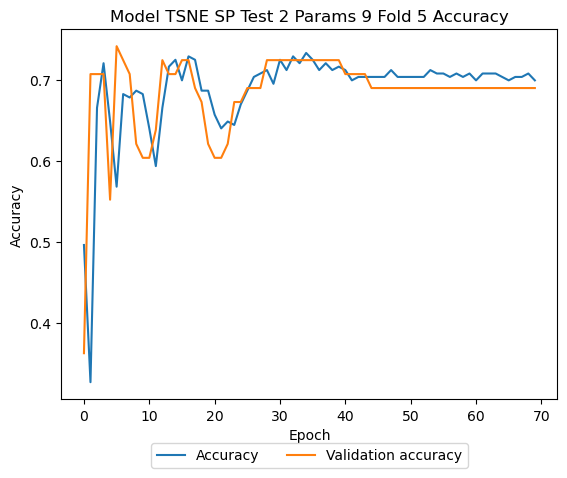 Model TSNE SP Test 2 Params 9 Fold 5 Accuracy
Accuracy
0.7
0.6
0.5
0.4
0 10 20 30 40 50 60 70
Epoch
Accuracy Validation accuracy